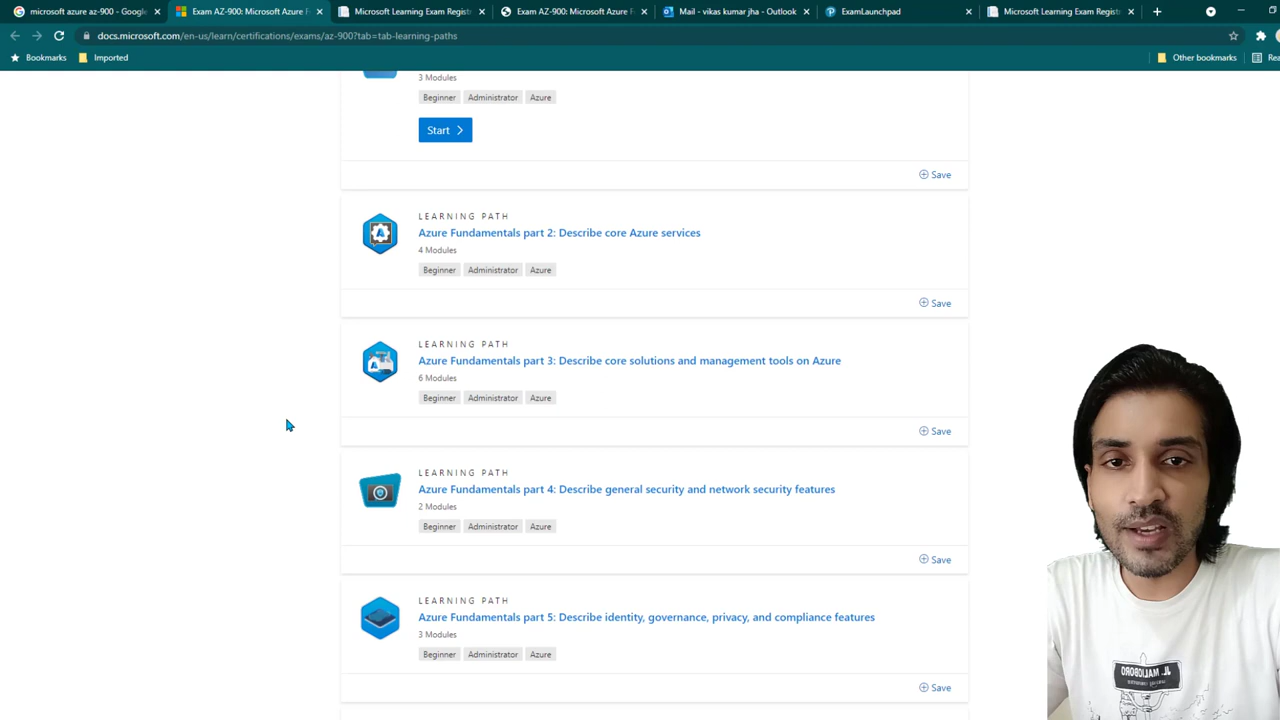 microsoft azure az-900 - Google
Exam AZ-900: Microsoft Azure F
Microsoft Learning Exam Registr
Exam AZ-900: Microsoft Azure F
Mail - vikas kumar jha - Outlook
ExamLaunchpad
Microsoft Learning Exam Registr
docs.microsoft.com/en-us/learn/certifications/exams/az-900?tab=tab-learning-paths
Bookmarks
Imported
Other bookmarks
Rea
3 Modules
Beginner Administrator Azure
Start
Save
LEARNING PATH
Azure Fundamentals part 2: Describe core Azure services
4 Modules
Beginner Administrator Azure
Save
LEARNING PATH
Azure Fundamentals part 3: Describe core solutions and management tools on Azure
6 Modules
Beginner Administrator Azure
Save
LEARNING PATH
Azure Fundamentals part 4: Describe general security and network security features
2 Modules
Beginner Administrator Azure
Save
LEARNING PATH
Azure Fundamentals part 5: Describe identity, governance, privacy, and compliance features
3 Modules
Beginner Administrator Azure
Save
JL. MALIOBORO